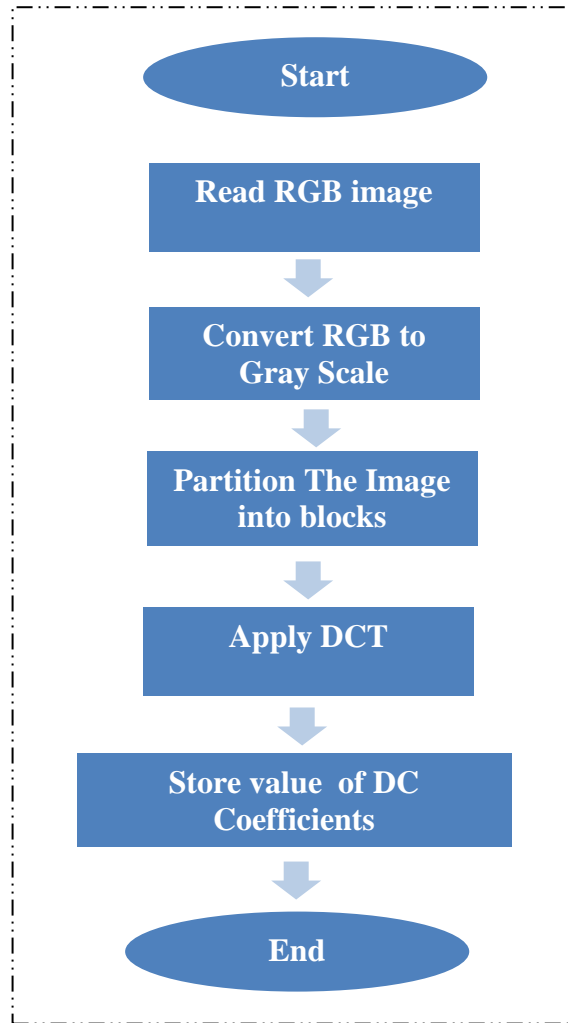 Start
Read RGB image
Convert RGB to
Gray Scale
Partition The Image
into blocks
Apply DCT
Store value of DC
Coefficients
End